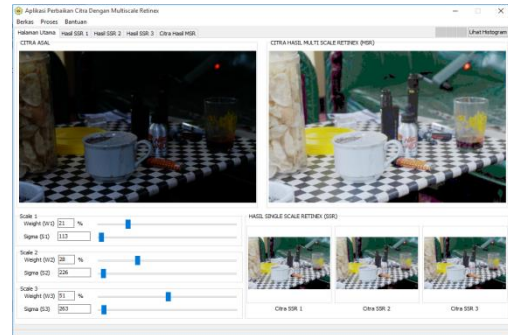 Aplikasi Perbaikan Citra Dengan Multiscale Retinex
Berkas Proses Bantuan
Halaman Utama Hasil SSR 1 Hasil SSR 2 Hasil SSR 3 Citra Hasil MSR
Lihat Histogram
CITRA ASAL
CITRA HASIL MULTI SCALE RETINEX (MSR)
Scale 1
Weight (W1) 21 %
Sigma (S1) 113
Scale 2
Weight (W2) 28 %
Sigma (S2) 226
Scale 3
Weight (W3) 51 %
Sigma (S3) 263
HASIL SINGLE SCALE RETINEX (SSR)
Citra SSR 1 Citra SSR 2 Citra SSR 3